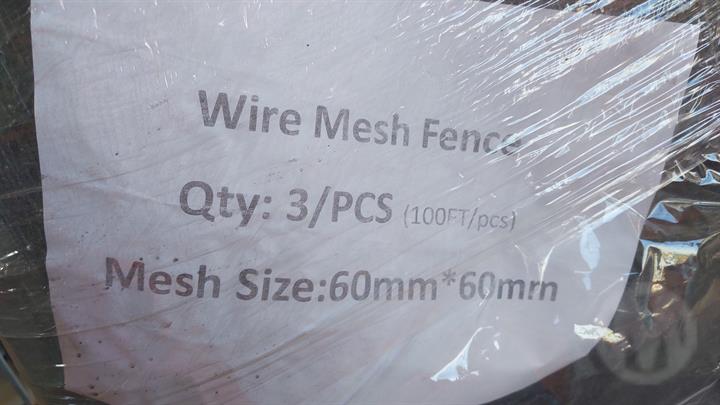 Wire Mesh Fence
Qty: 3/PCS (100FT/pcs)
Mesh Size:60mm*60mm